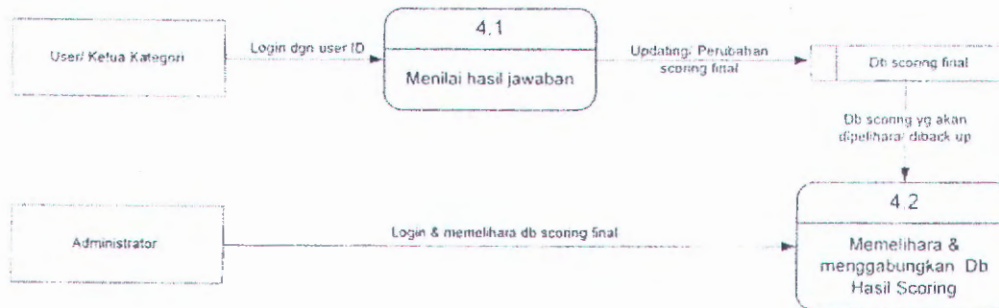 User/ Ketua Kategori
Login dgn user ID
4.1
Menilai hasil jawaban
Updating/ Perubahan
scoring final
Db scoring final
Db scoring yg akan
dipelihara/ diback up
Administrator
Login & memelihara db scoring final
4.2
Memelihara &
menggabungkan Db
Hasil Scoring